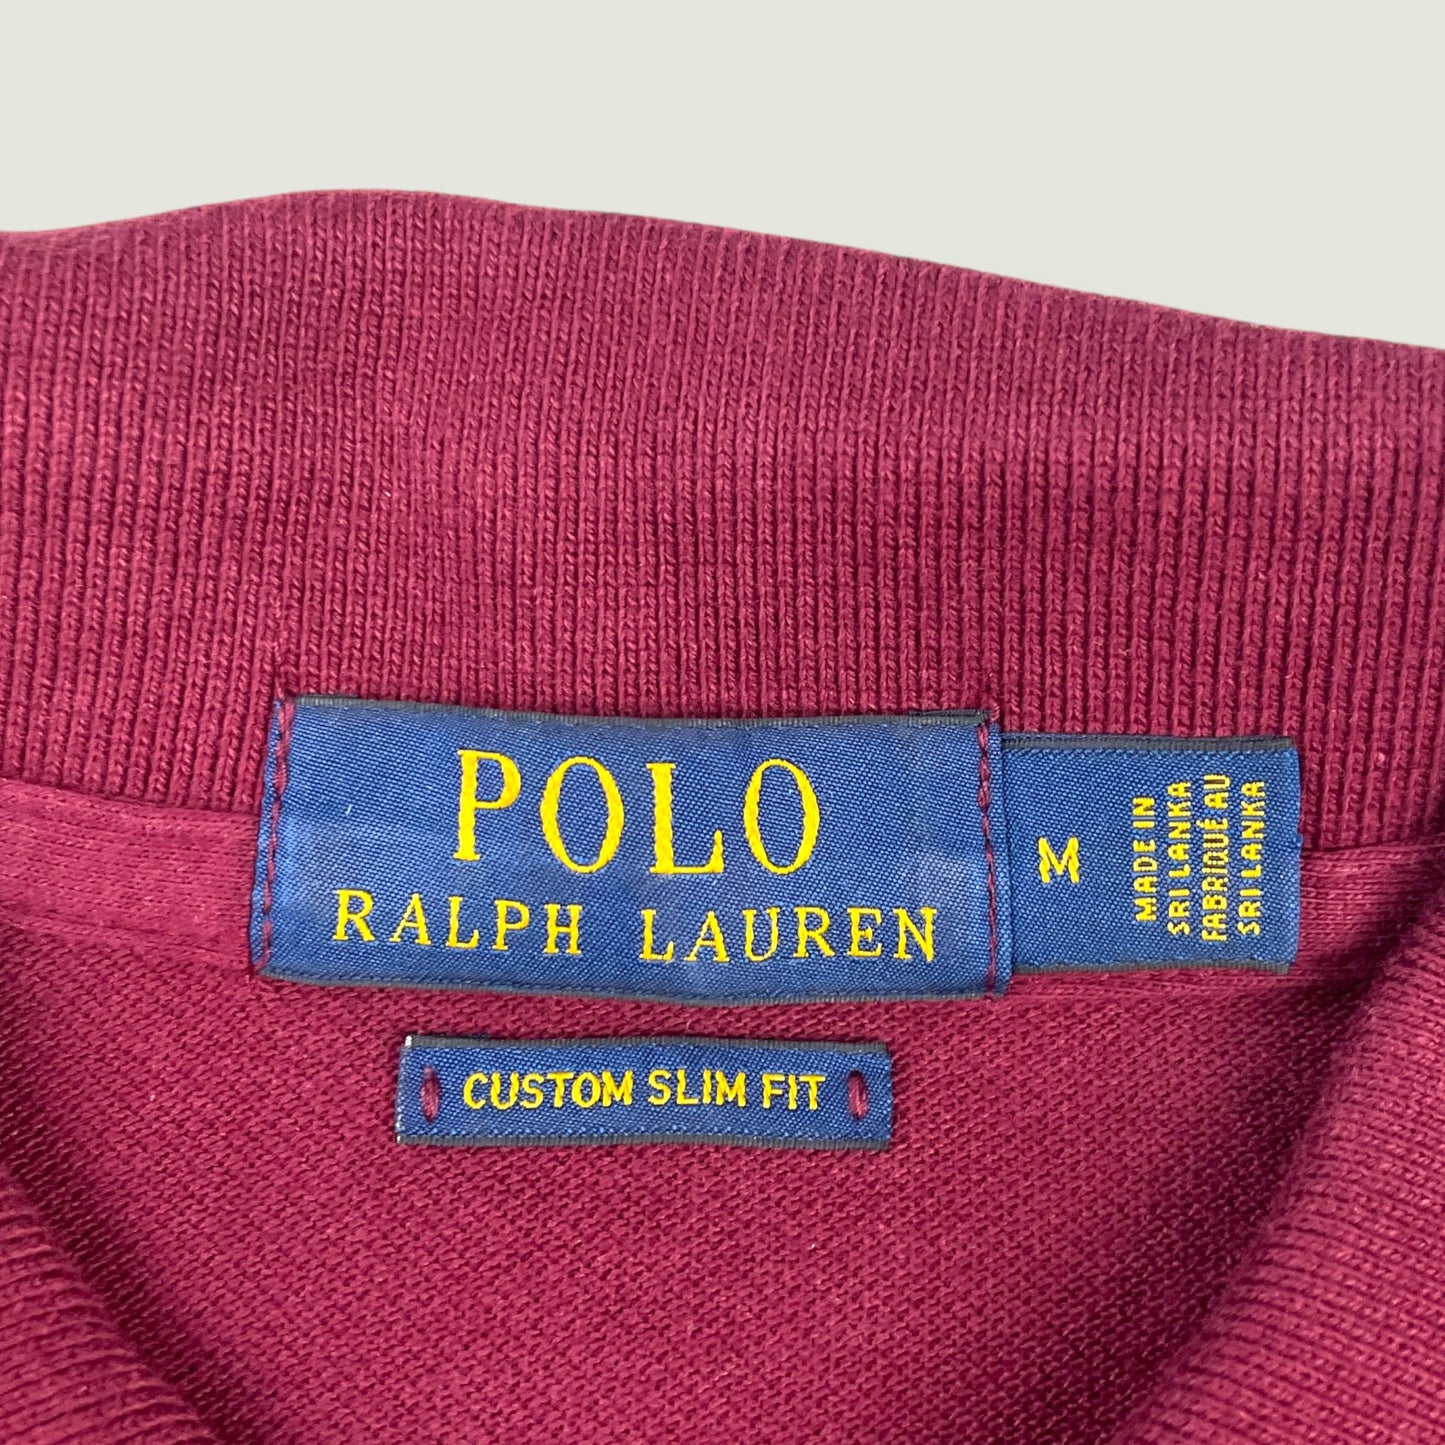 POLO
RALPH LAUREN
M
MADE IN
SRI LANKA
FABRIQUÉ AU
SRI LANKA
CUSTOM SLIM FIT